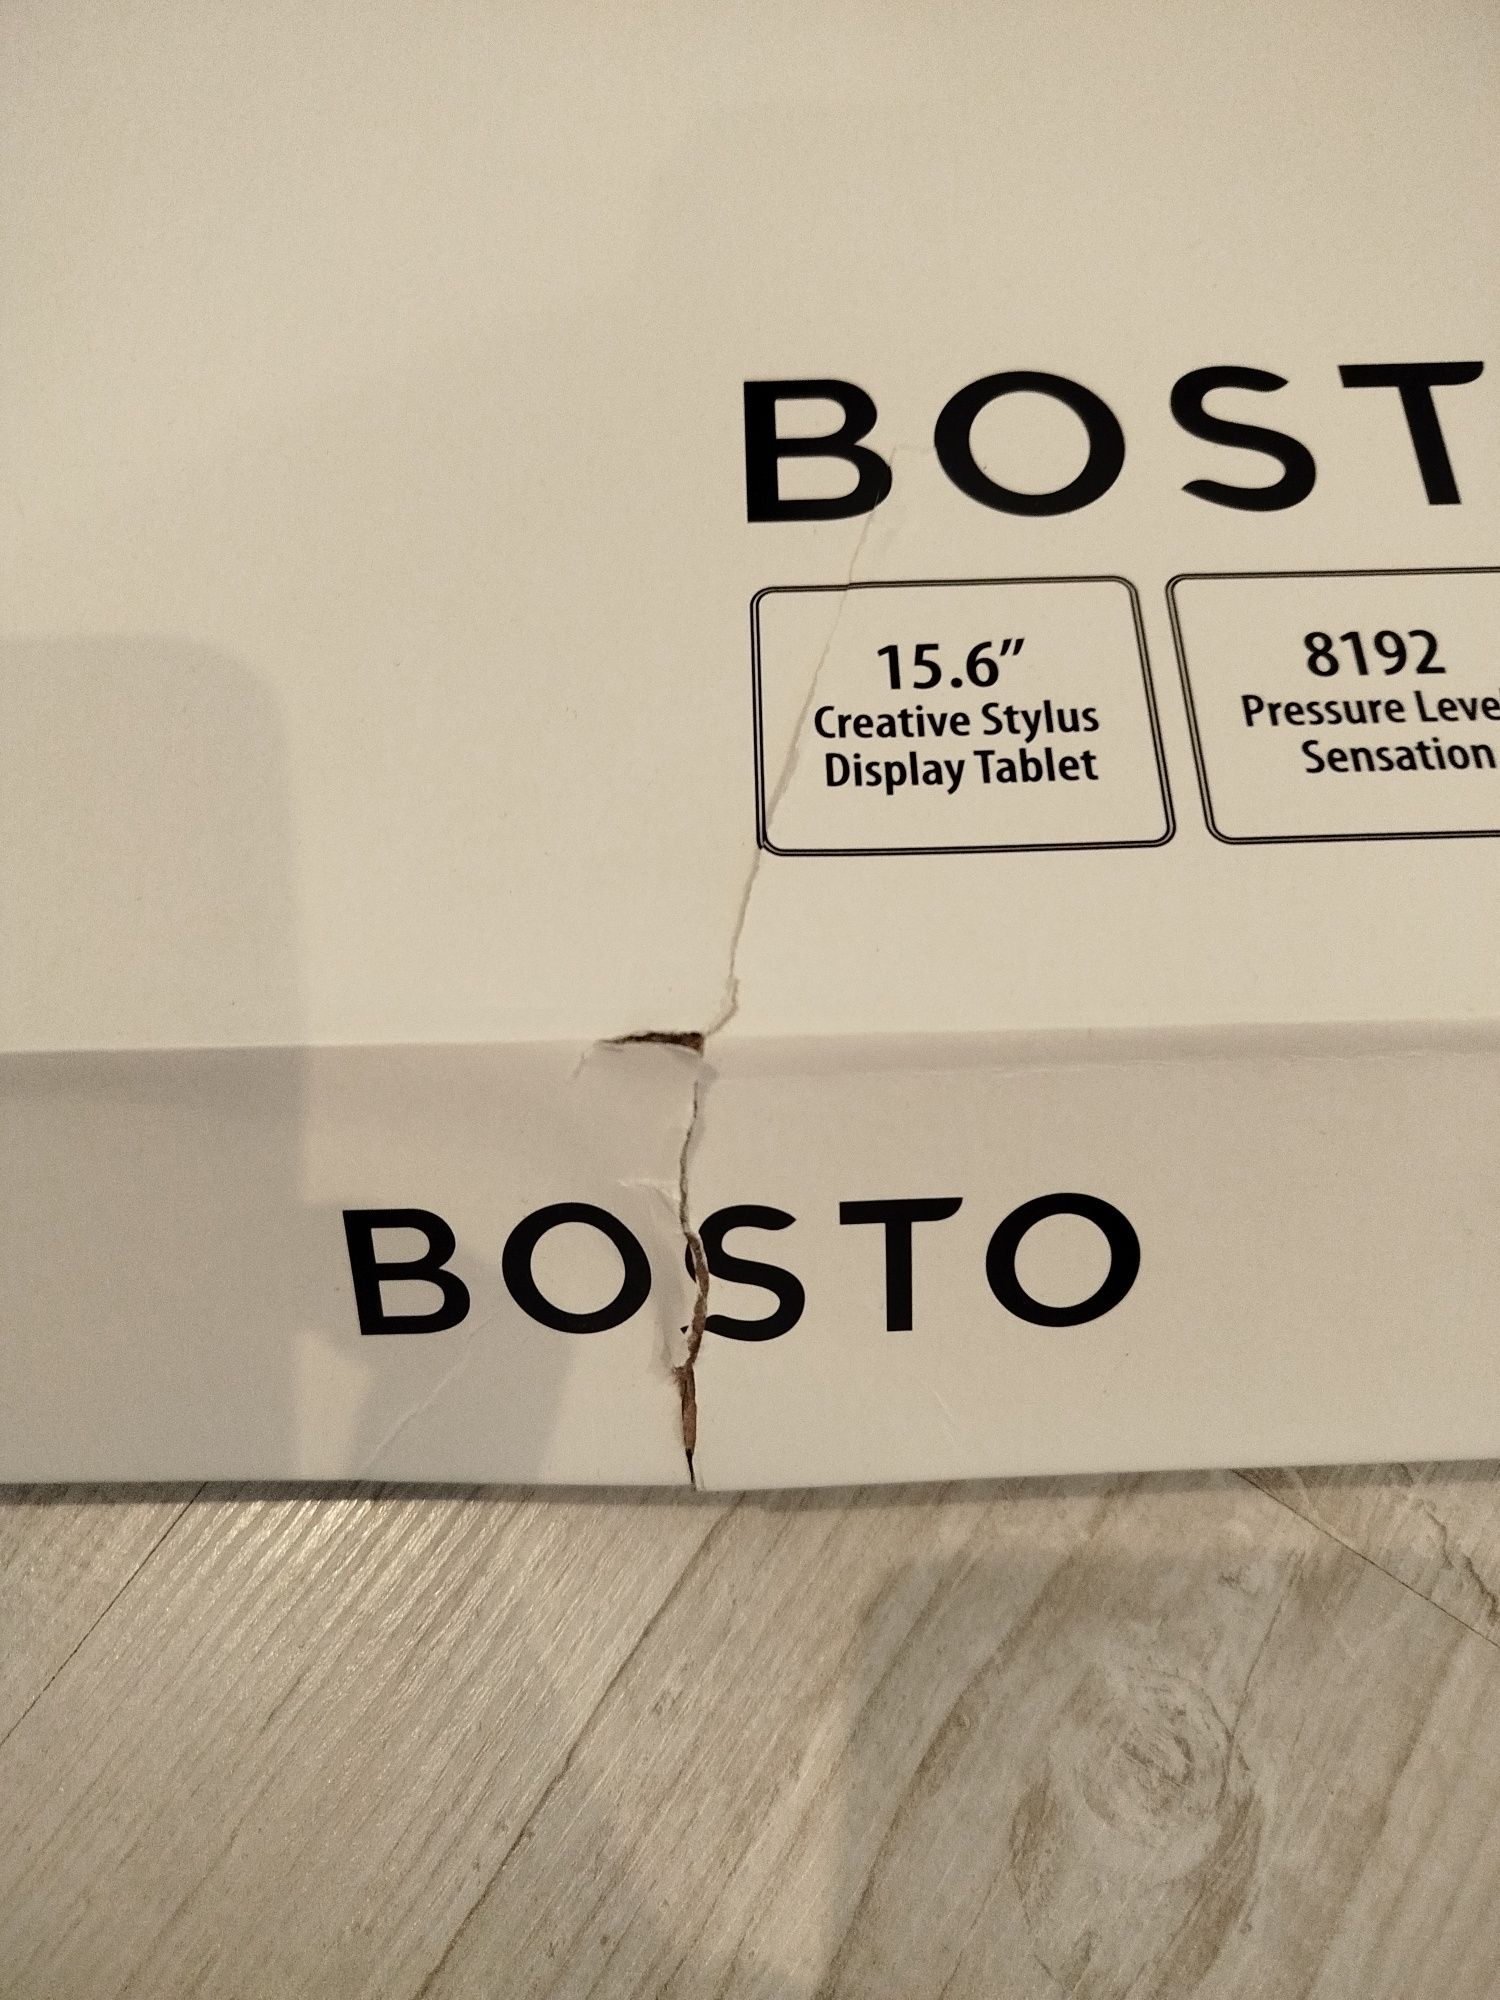 BOST
15.6”
Creative Stylus
Display Tablet
8192
Pressure Leve
Sensation
BOSTO